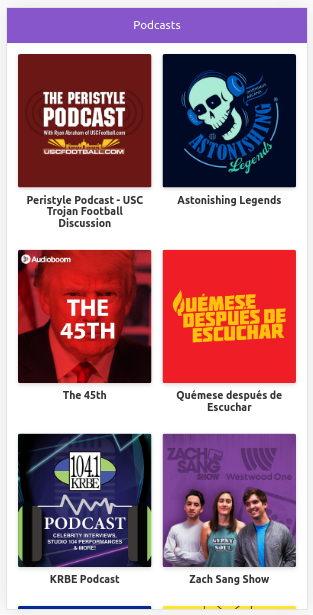 Podcasts
THE PERISTYLE
PODCAST
With Ryan Abraham of USCFootball.com
USCFOOTBALL.COM
ASTONISHING
Legends
Peristyle Podcast - USC
Trojan Football
Discussion
Astonishing Legends
Audioboom
THE
45TH
QUÉMESE
DESPUÉS DE
ESCUCHAR
The 45th
Quémese después de
Escuchar
104.1
KRBE
PODCAST
CELEBRITY INTERVIEWS,
STUDIO 104 PERFORMANCES
& MORE!
ZACH
SANG
SHOW
Westwood One
GYPSY
SOUL
KRBE Podcast
Zach Sang Show